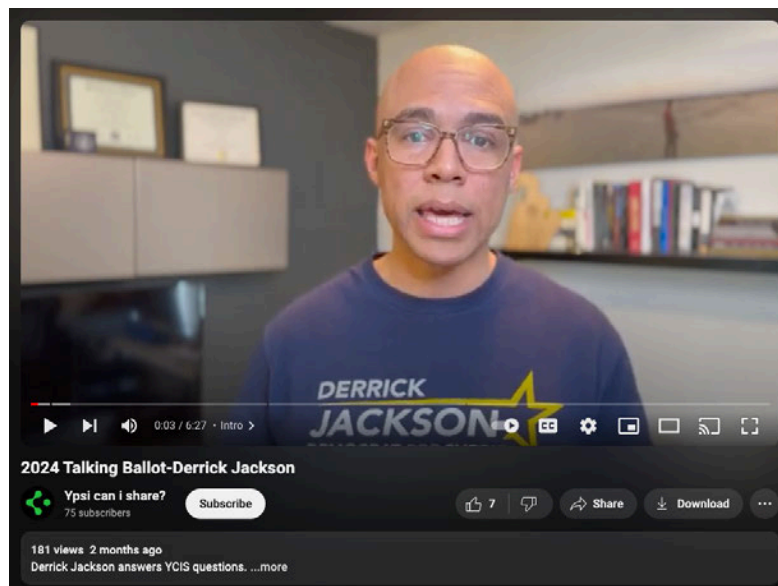 DERRICK
JACKSON
0:03 / 6:27 • Intro >
CC
2024 Talking Ballot-Derrick Jackson
Ypsi can i share?
75 subscribers
Subscribe
7
Share
Download
181 views 2 months ago
Derrick Jackson answers YCIS questions. ...more